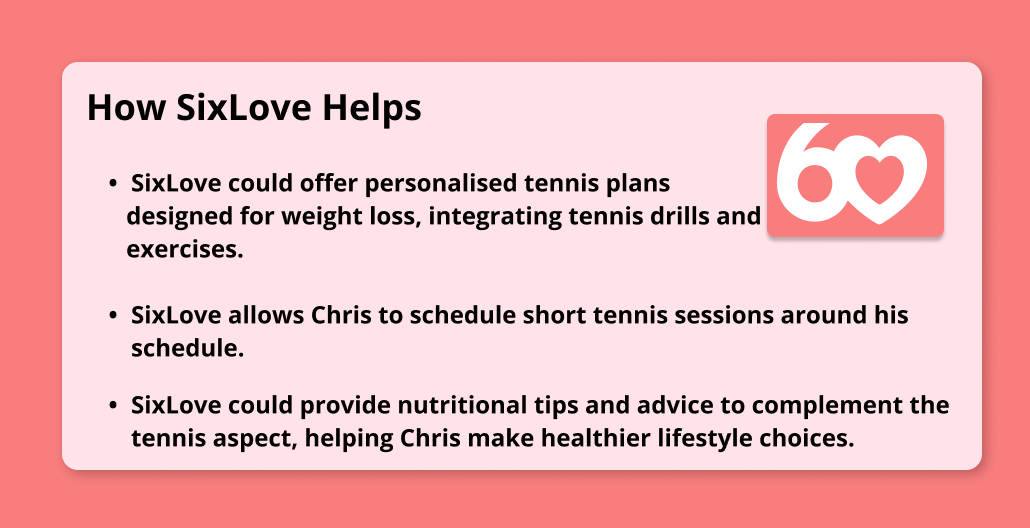 How SixLove Helps
6
• SixLove could offer personalised tennis plans
designed for weight loss, integrating tennis drills and
exercises.
• SixLove allows Chris to schedule short tennis sessions around his
schedule.
• SixLove could provide nutritional tips and advice to complement the
tennis aspect, helping Chris make healthier lifestyle choices.